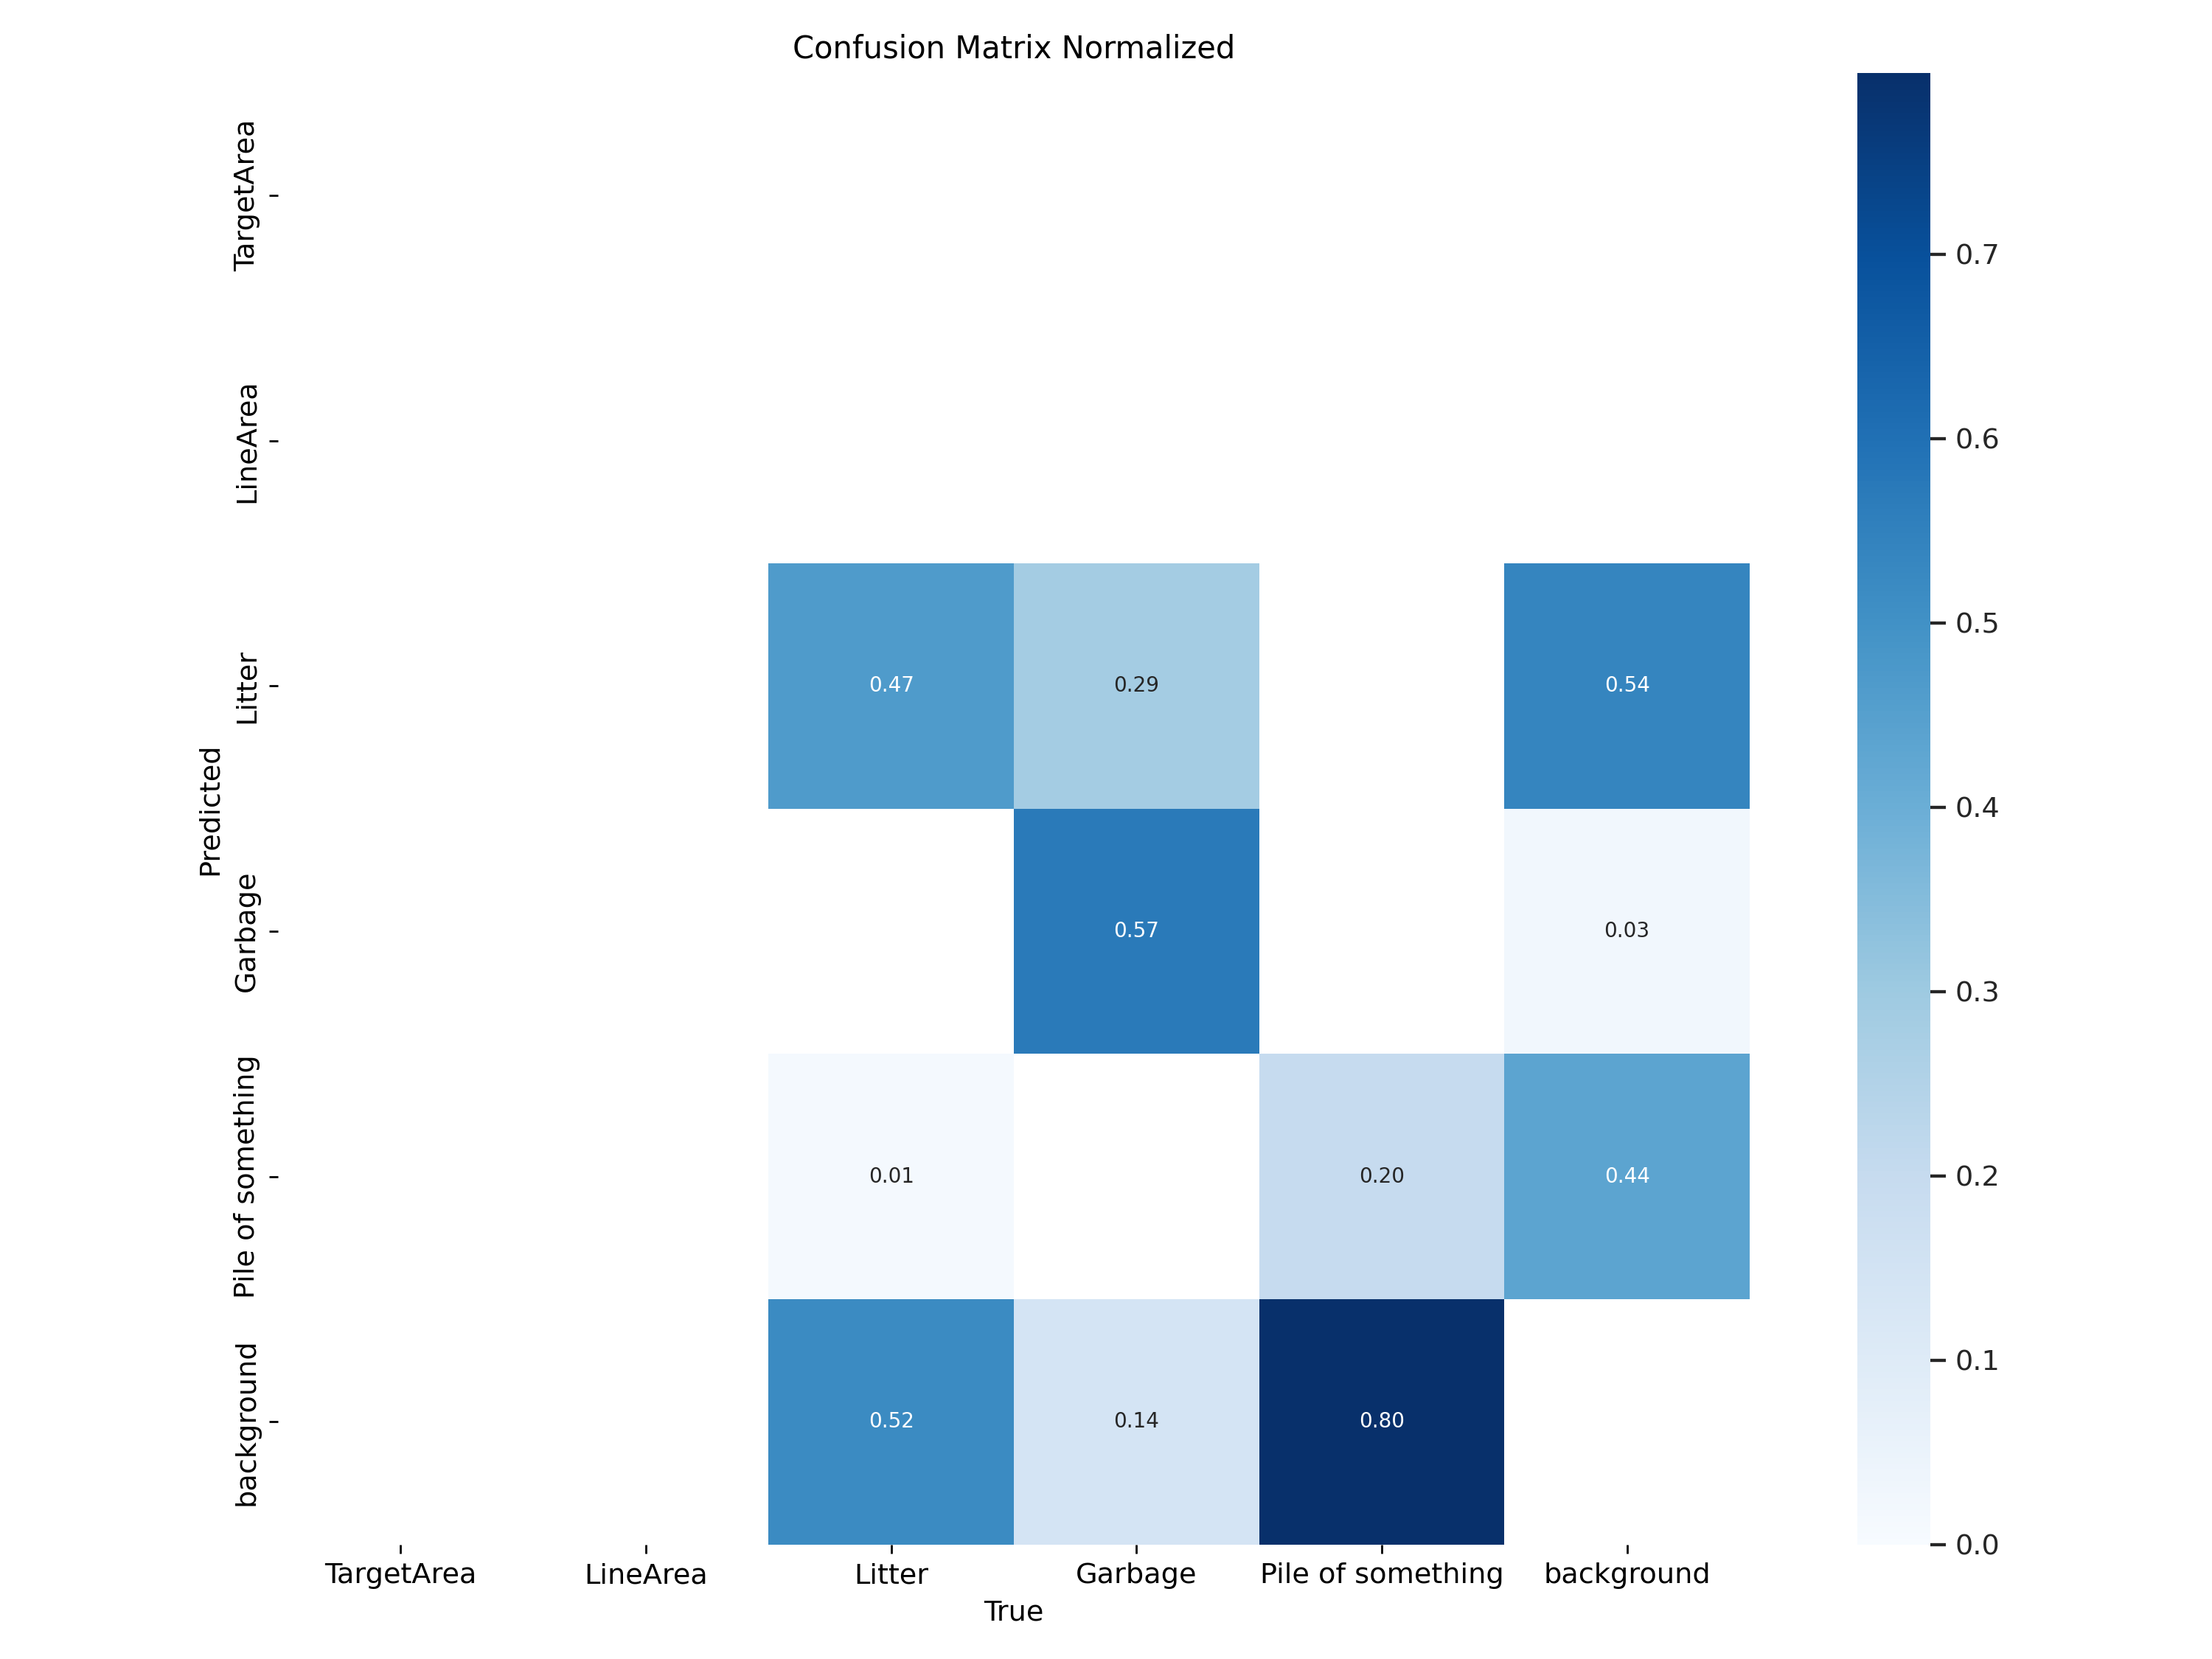 Confusion Matrix Normalized
TargetArea
LineArea
Litter
Garbage
Pile of something
background
Predicted
0.47 0.29 0.54
0.57 0.03
0.01 0.20 0.44
0.52 0.14 0.80
TargetArea LineArea Litter Garbage Pile of something background
True
0.7
0.6
0.5
0.4
0.3
0.2
0.1
0.0